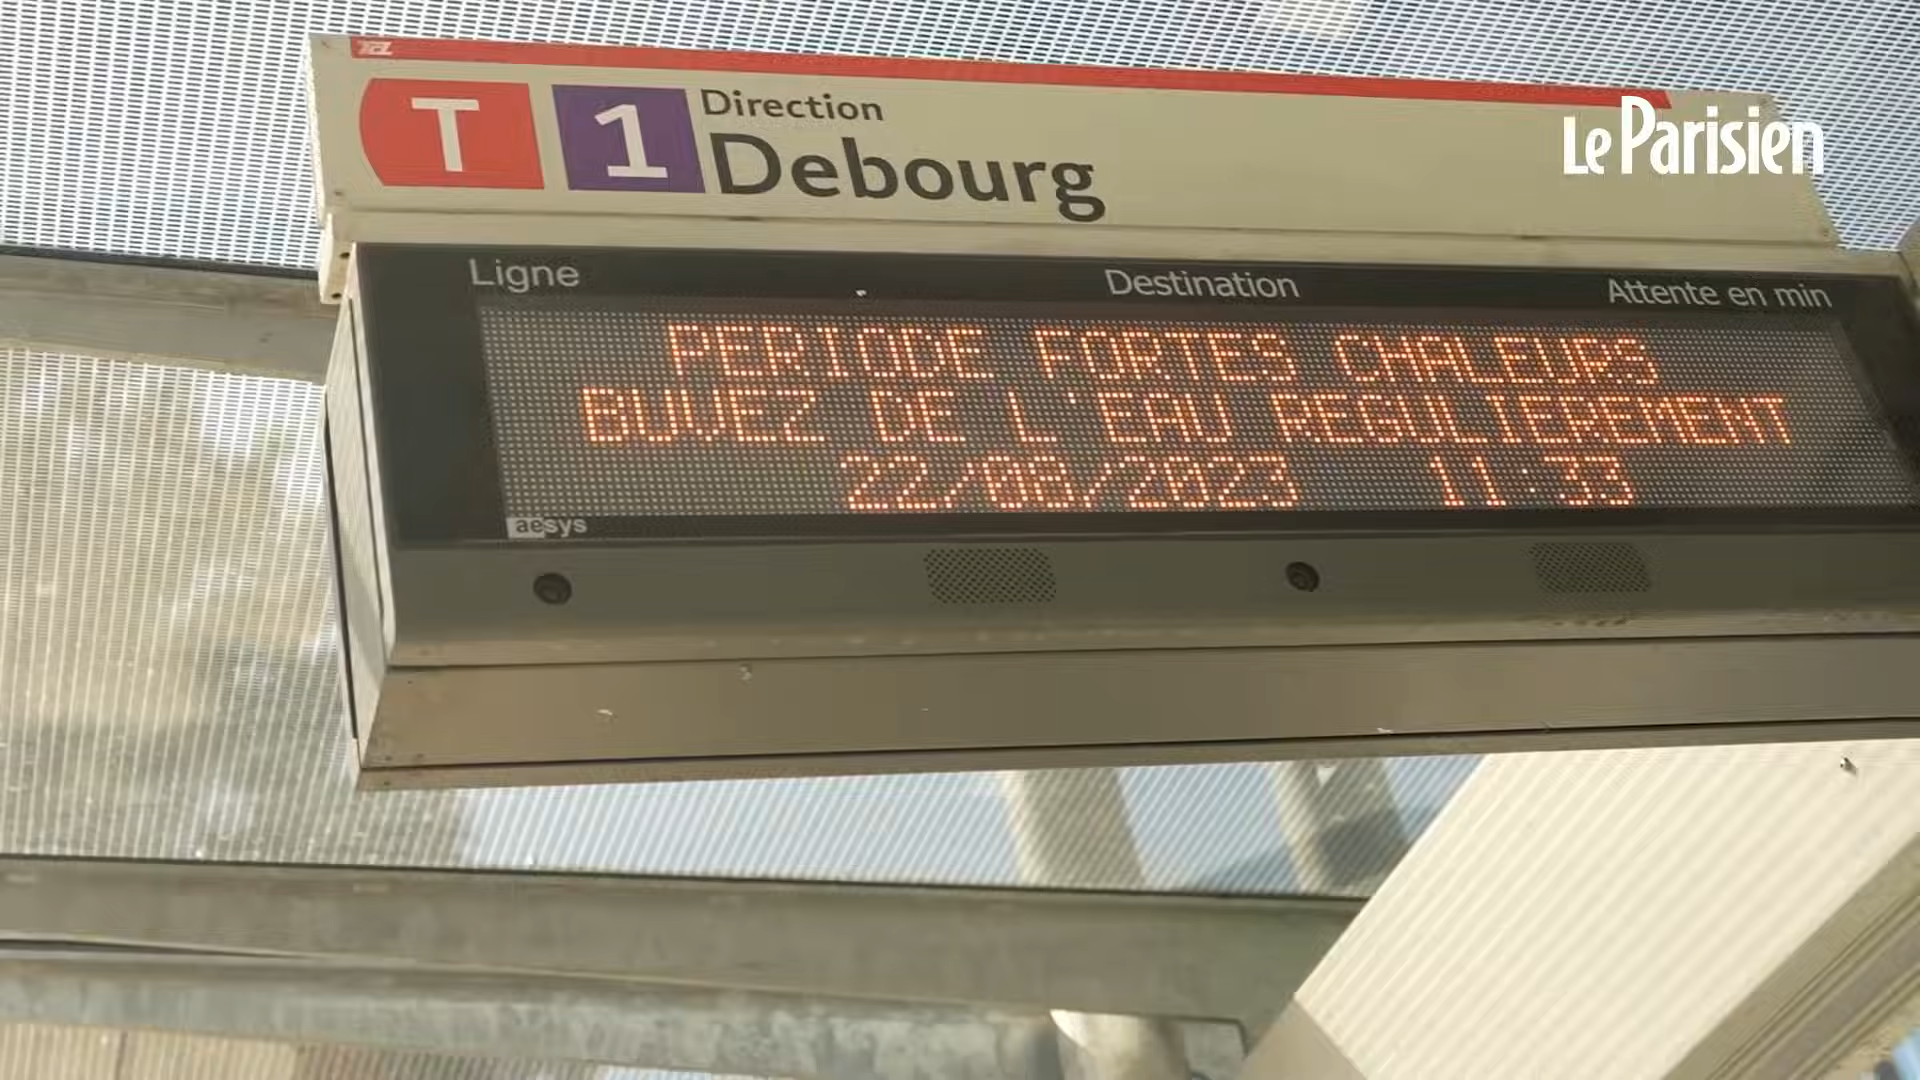 TCL
T 1 Direction
Debourg
Le Parisien
Ligne Destination Attente en min
PERIODE FORTES CHALEURS
BUVEZ DE L'EAU REGULIEREMENT
22/08/2023 11:33
aesys